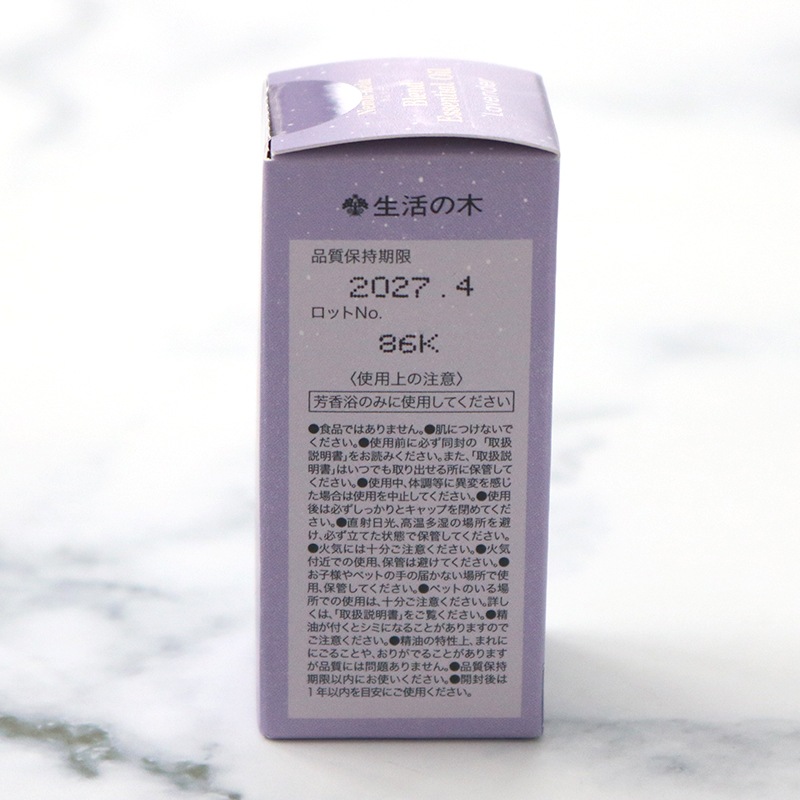 Blend
Essential Oil
Lavender
生活の木
品質保持期限
2027.4
ロットNo.
86K
〈使用上の注意〉
芳香浴のみに使用してください
●食品ではありません。●肌につけないで
ください。●使用前に必ず同封の「取扱
説明書」をお読みください。また、「取扱説
明書」はいつでも取り出せる所に保管して
ください。●使用中、体調等に異変を感じ
た場合は使用を中止してください。●使用
後は必ずしっかりとキャップを閉めてくだ
さい。●直射日光、高温多湿の場所を避
け、必ず立てた状態で保管してください。
●火気には十分ご注意ください。●火気
付近での使用、保管は避けてください。●
お子様やペットの手の届かない場所で使
用、保管してください。●ペットのいる場
所での使用は、十分ご注意ください。詳し
くは、「取扱説明書」をご覧ください。●精
油が付くとシミになることがありますので
ご注意ください。●精油の特性上、まれに
にごることや、おりがでることがあります
が品質には問題ありません。●品質保持
期限以内にお使いください。●開封後は
1年以内を目安にご使用ください。